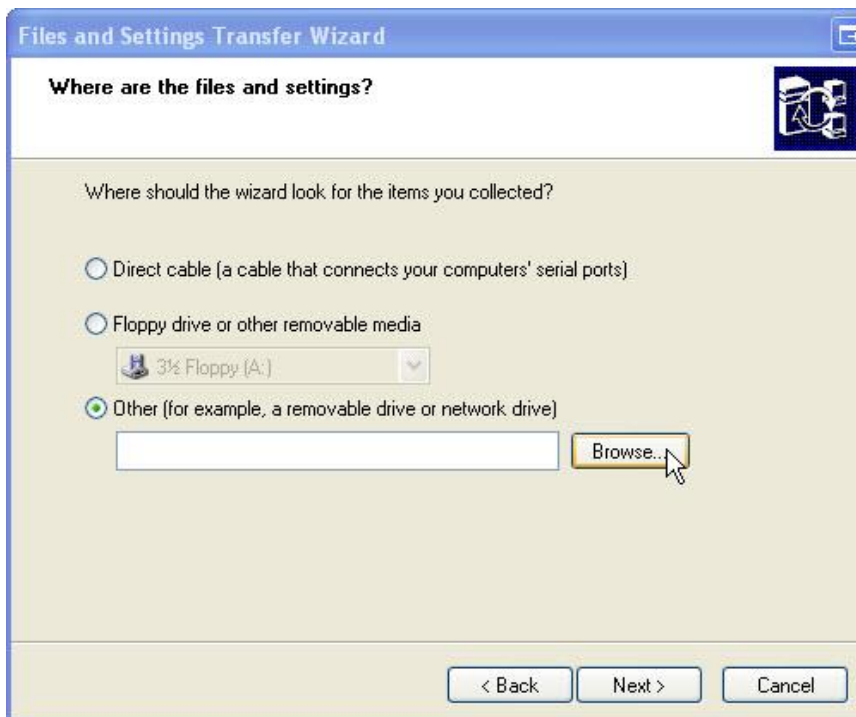 Files and Settings Transfer Wizard
Where are the files and settings?
Where should the wizard look for the items you collected?
Direct cable (a cable that connects your computers' serial ports)
Floppy drive or other removable media
3½ Floppy (A:)
Other (for example, a removable drive or network drive)
Browse...
< Back Next > Cancel